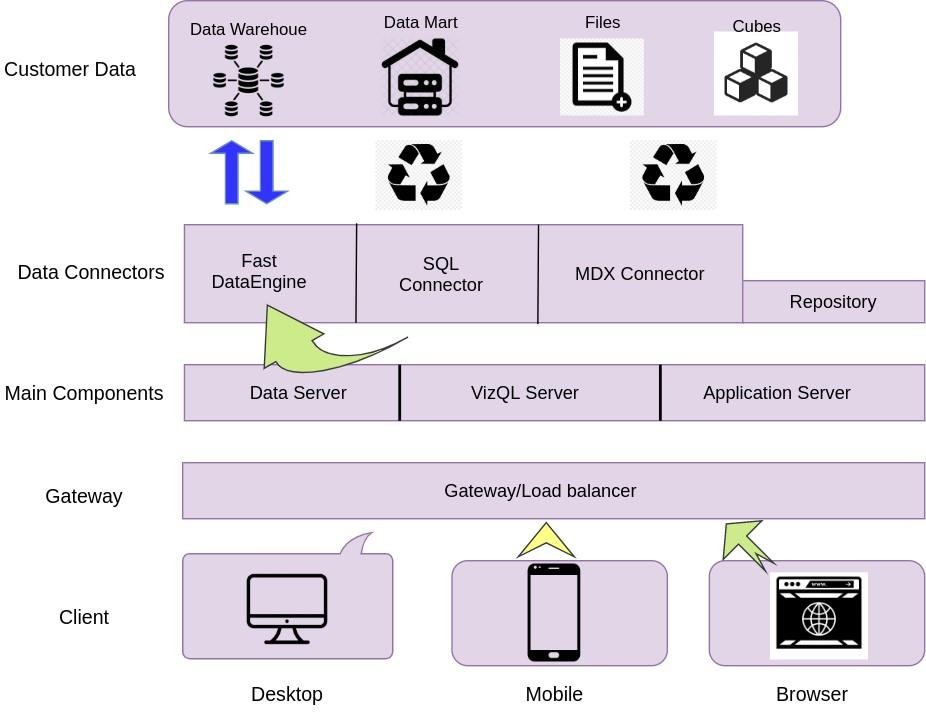 Data Warehoue
Data Mart
Files
Cubes
Customer Data
Data Connectors
Fast
DataEngine
SQL
Connector
MDX Connector
Repository
Main Components
Data Server
VizQL Server
Application Server
Gateway
Gateway/Load balancer
Client
www.
Desktop
Mobile
Browser